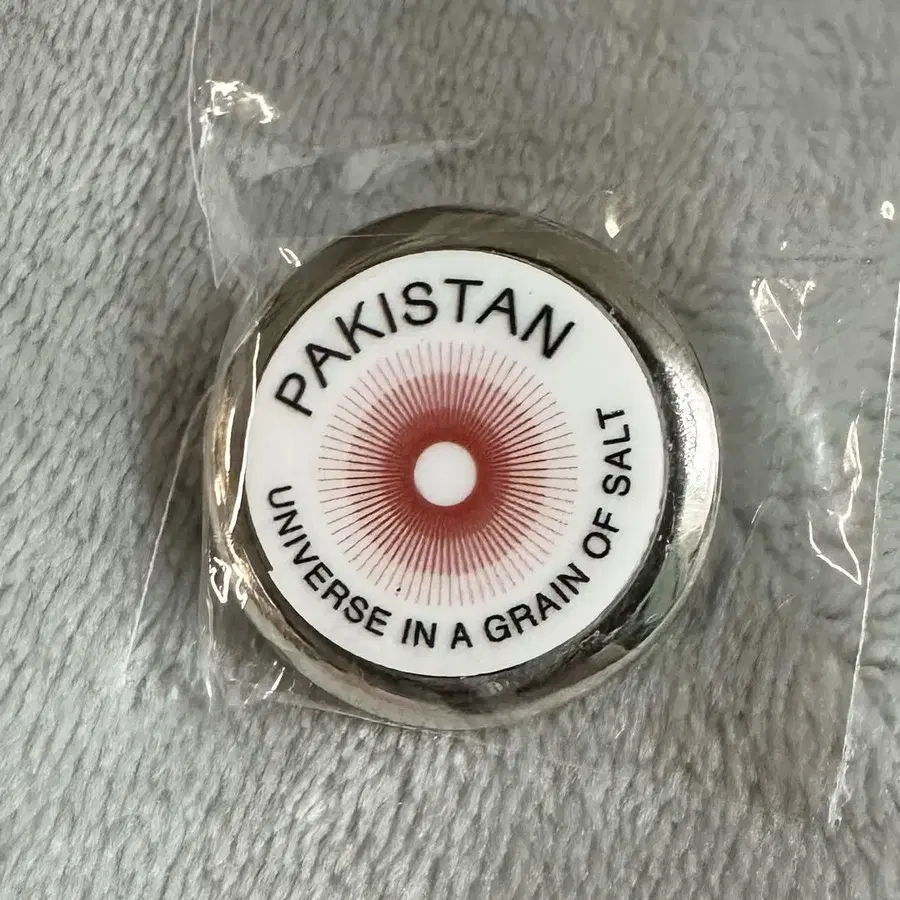 PAKISTAN
UNIVERSE IN A GRAIN OF SALT